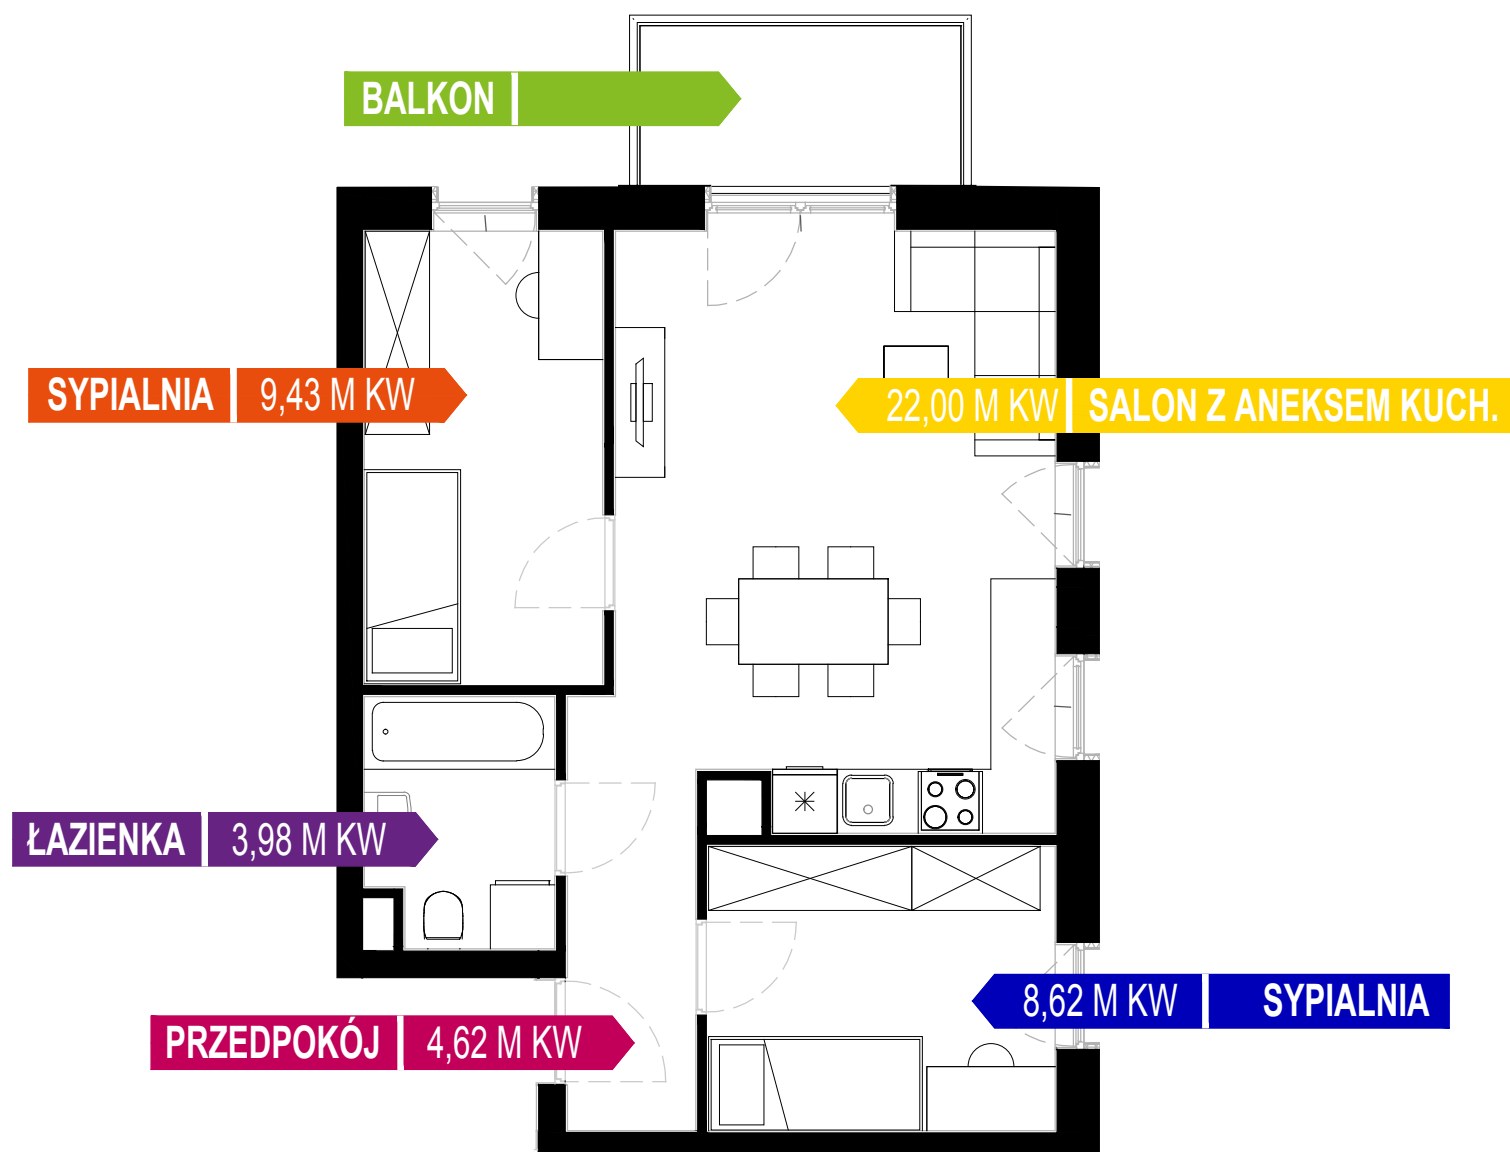 BALKON
SYPIALNIA 9,43 M KW
22,00 M KW SALON Z ANEKSEM KUCH.
ŁAZIENKA 3,98 M KW
8,62 M KW SYPIALNIA
PRZEDPOKÓJ 4,62 M KW